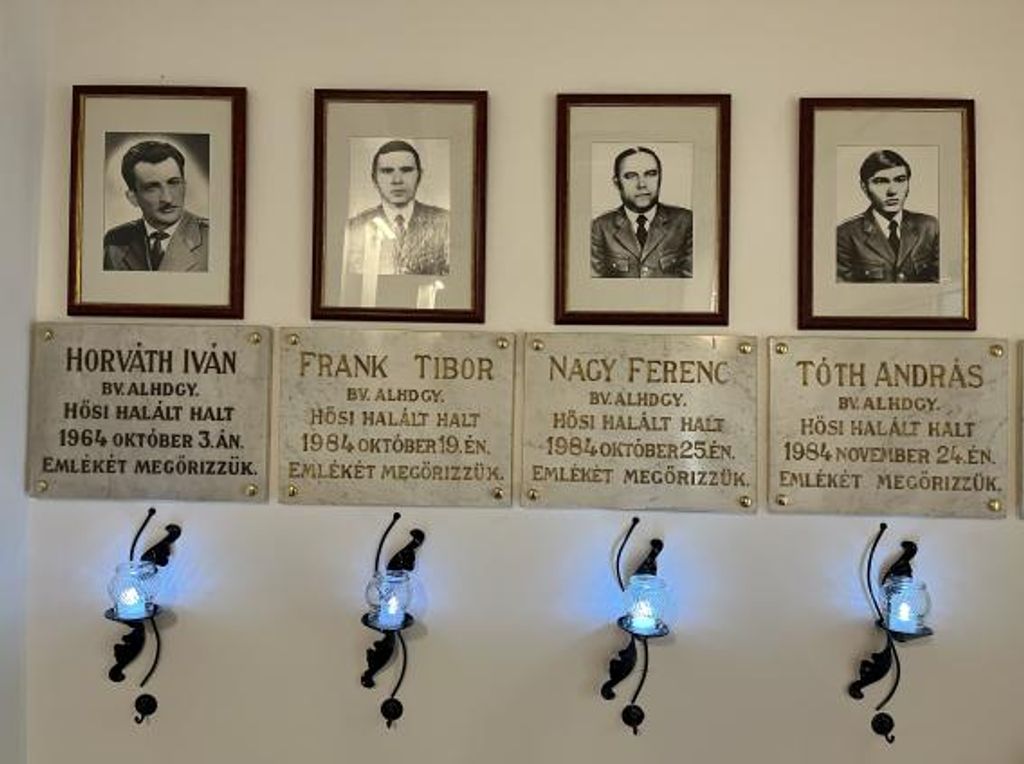 HORVÁTH IVÁN
BV. ALHDGY.
HŐSI HALÁLT HALT
1964 OKTÓBER 3.ÁN.
EMLÉKÉT MEGŐRIZZÜK.
FRANK TIBOR
BV. ALHDGY.
HŐSI HALÁLT HALT
1984 OKTÓBER 19.ÉN.
EMLÉKÉT MEGŐRIZZÜK.
NAGY FERENC
BV. ALHDGY.
HŐSI HALÁLT HALT
1984 OKTÓBER 25.ÉN.
EMLÉKÉT MEGŐRIZZÜK.
TÓTH ANDRÁS
BV. ALHDGY.
HŐSI HALÁLT HALT
1984 NOVEMBER 24.ÉN.
EMLÉKÉT MEGŐRIZZÜK.